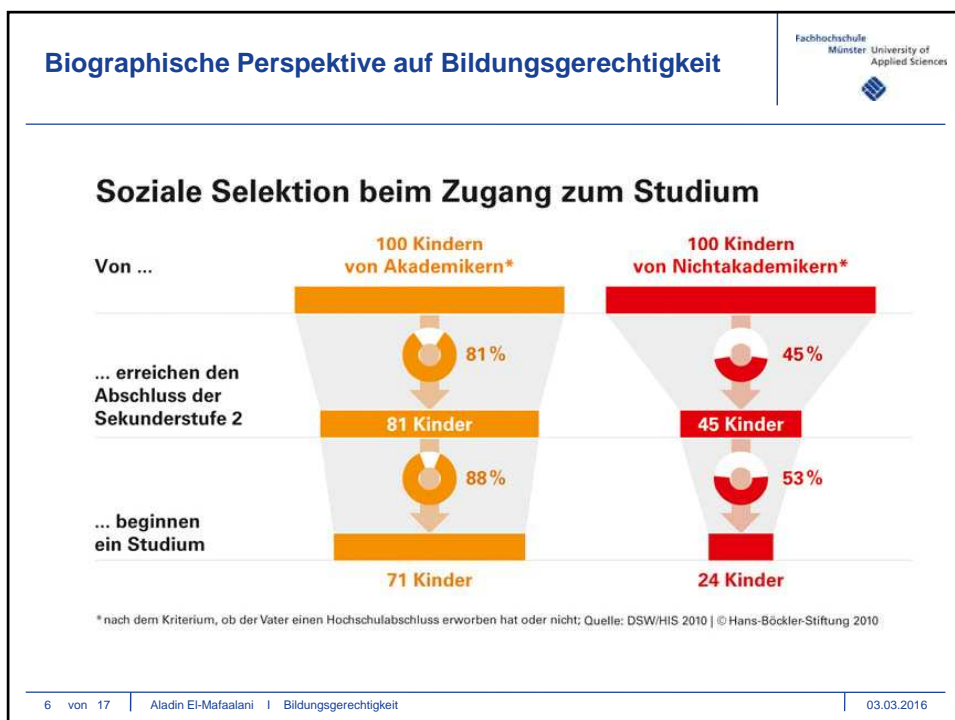 Biographische Perspektive auf Bildungsgerechtigkeit
Fachhochschule
Münster University of
Applied Sciences
Soziale Selektion beim Zugang zum Studium
Von ...
100 Kindern
von Akademikern*
100 Kindern
von Nichtakademikern*
81%
45%
... erreichen den
Abschluss der
Sekunderstufe 2
81 Kinder
45 Kinder
88%
53%
... beginnen
ein Studium
71 Kinder
24 Kinder
*nach dem Kriterium, ob der Vater einen Hochschulabschluss erworben hat oder nicht; Quelle: DSW/HIS 2010 | © Hans-Böckler-Stiftung 2010
6 von 17 Aladin El-Mafaalani I Bildungsgerechtigkeit 03.03.2016